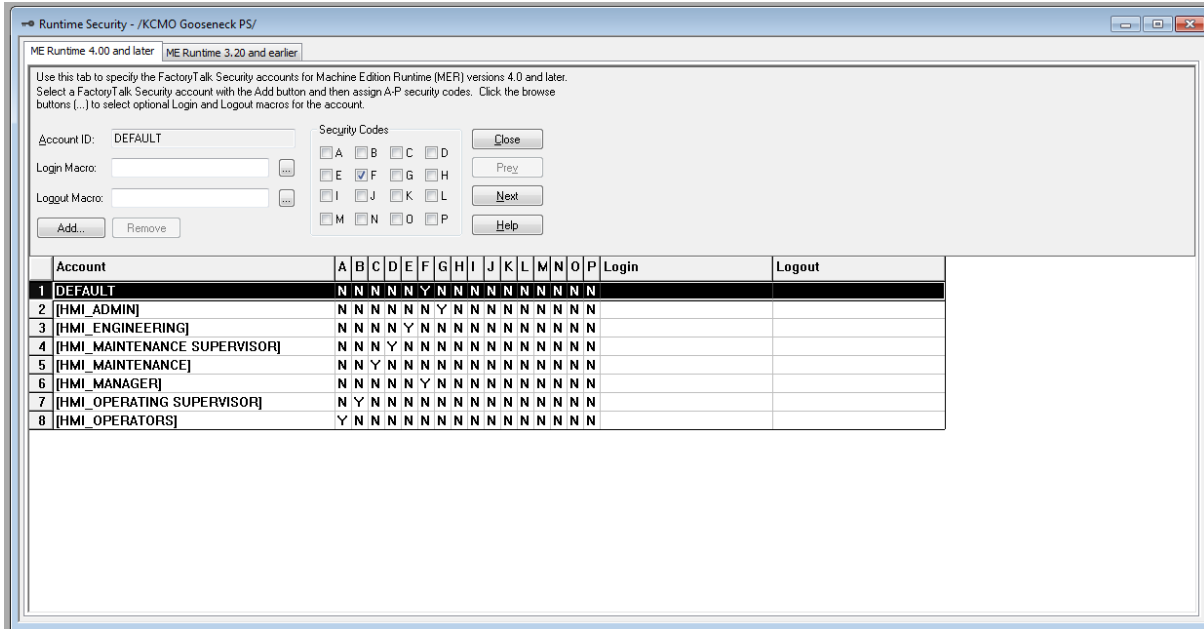 Runtime Security - /KCMO Gooseneck PS/
ME Runtime 4.00 and later ME Runtime 3.20 and earlier
Use this tab to specify the FactoryTalk Security accounts for Machine Edition Runtime (MER) versions 4.0 and later.
Select a FactoryTalk Security account with the Add button and then assign A-P security codes. Click the browse
buttons (...) to select optional Login and Logout macros for the account.
Account ID: DEFAULT
Login Macro: ...
Logout Macro: ...
Add... Remove
Security Codes
A B C D
E F G H
I J K L
M N O P
Close
Prev
Next
Help
Account A B C D E F G H I J K L M N O P Login Logout
1 DEFAULT N N N N N Y N N N N N N N N N N
2 [HMI_ADMIN] N N N N N N Y N N N N N N N N N
3 [HMI_ENGINEERING] N N N N Y N N N N N N N N N N N
4 [HMI_MAINTENANCE SUPERVISOR] N N N Y N N N N N N N N N N N N
5 [HMI_MAINTENANCE] N N Y N N N N N N N N N N N N N
6 [HMI_MANAGER] N N N N N Y N N N N N N N N N N
7 [HMI_OPERATING SUPERVISOR] N Y N N N N N N N N N N N N N N
8 [HMI_OPERATORS] Y N N N N N N N N N N N N N N N